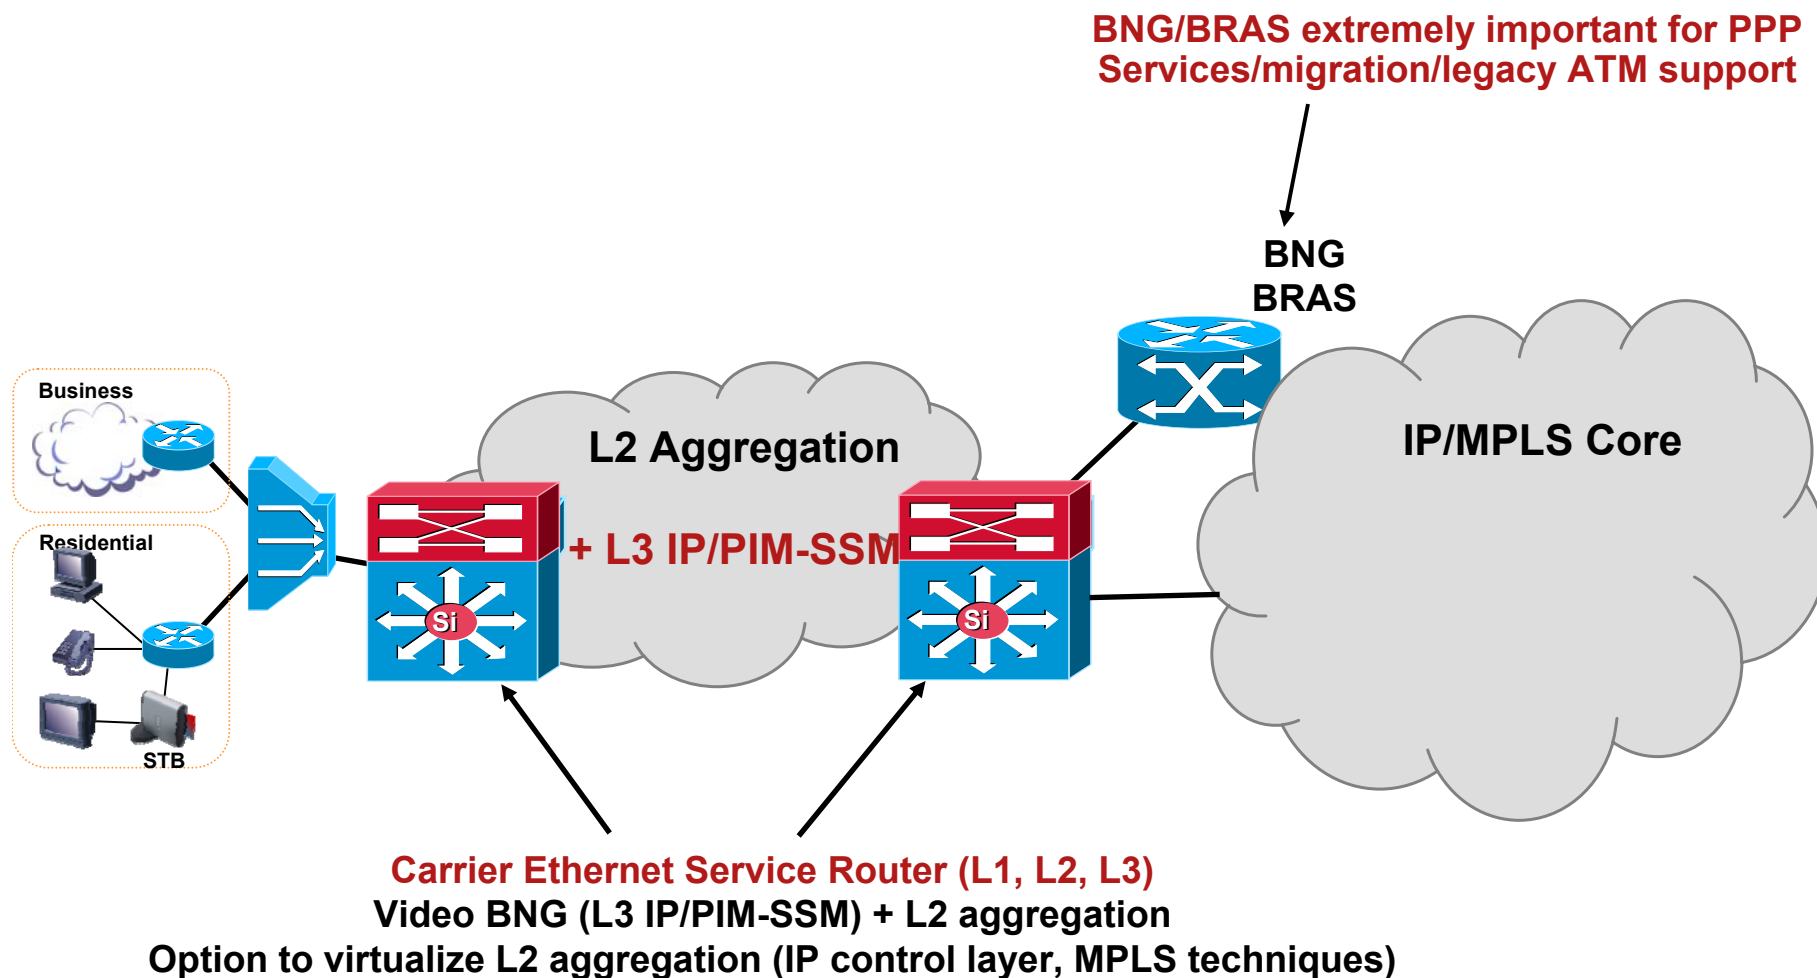 BNG/BRAS extremely important for PPP
Services/migration/legacy ATM support
BNG
BRAS
Business
L2 Aggregation
IP/MPLS Core
+ L3 IP/PIM-SSM
Residential
Si
Si
STB
Carrier Ethernet Service Router (L1, L2, L3)
Video BNG (L3 IP/PIM-SSM) + L2 aggregation
Option to virtualize L2 aggregation (IP control layer, MPLS techniques)